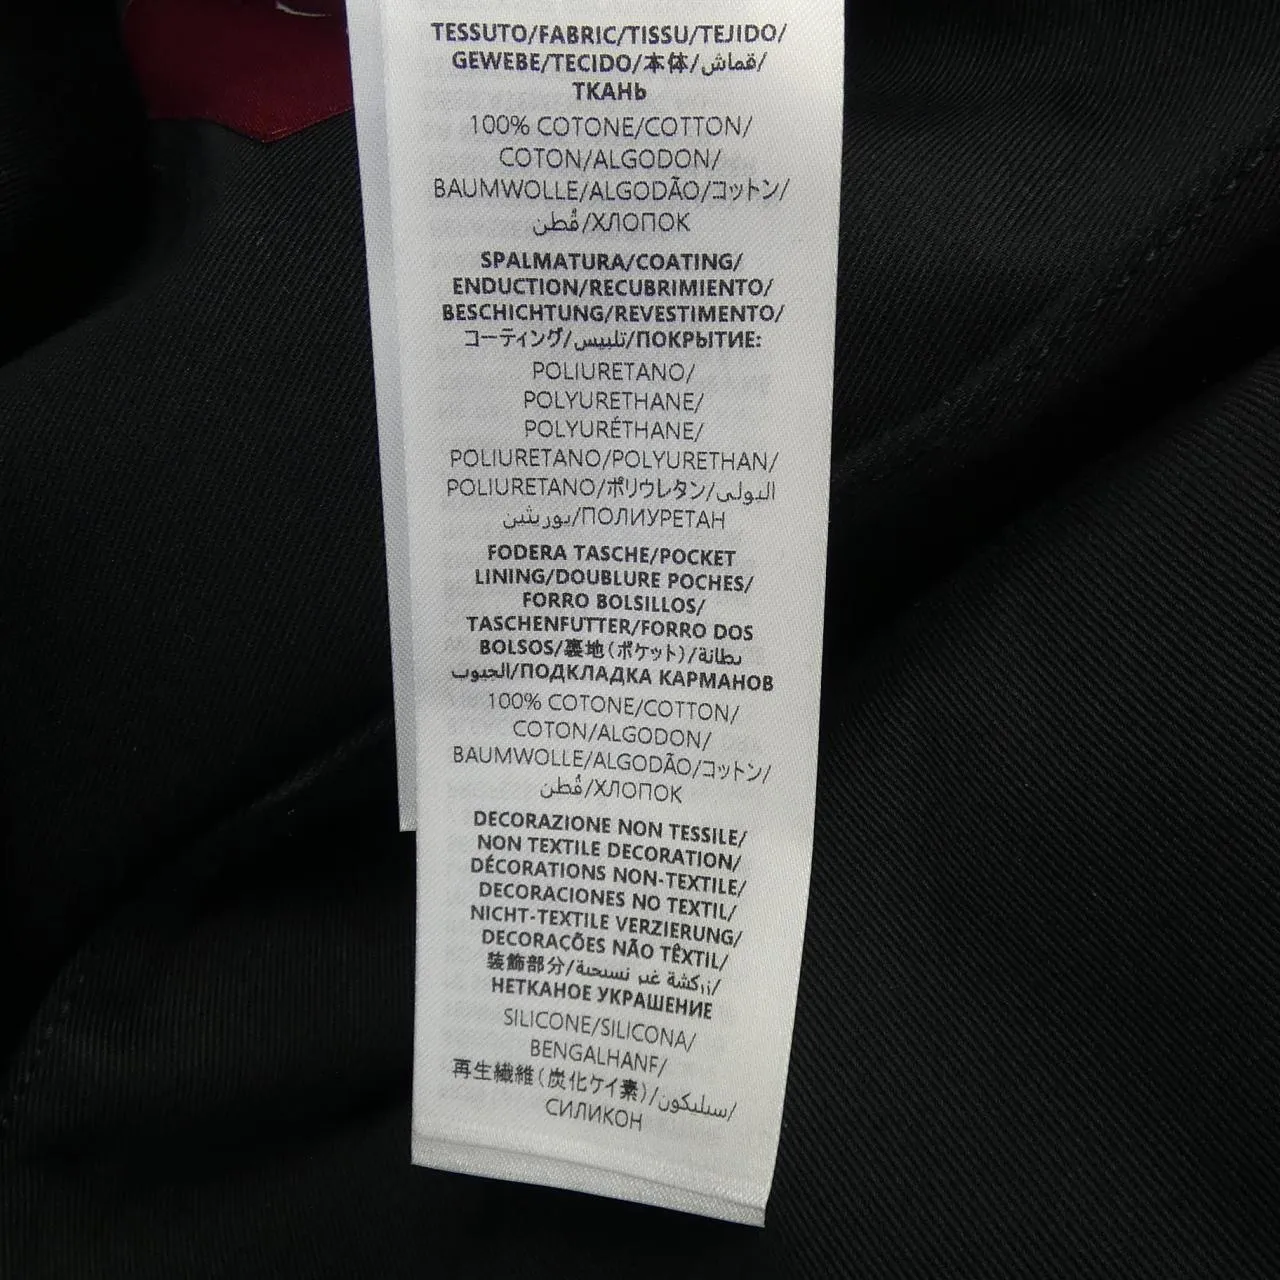 TESSUTO/FABRIC/TISSU/TEJIDO/
GEWEBE/TECIDO/本体/قماش/
ТКАНЬ
100% COTONE/COTTON/
COTON/ALGODON/
BAUMWOLLE/ALGODÃO/コットン/
قُطن/ХЛОПОК
SPALMATURA/COATING/
ENDUCTION/RECUBRIMIENTO/
BESCHICHTUNG/REVESTIMENTO/
コーティング/تلبيس/ПОКРЫТИЕ:
POLIURETANO/
POLYURETHANE/
POLYURÉTHANE/
POLIURETANO/POLYURETHAN/
POLIURETANO/ポリウレタン/البولى
يوريثين/ПОЛИУРЕТАН
FODERA TASCHE/POCKET
LINING/DOUBLURE POCHES/
FORRO BOLSILLOS/
TASCHENFUTTER/FORRO DOS
BOLSOS/裏地(ポケット)/بطانة
الجيوب/ПОДКЛАДКА КАРМАНОВ
100% COTONE/COTTON/
COTON/ALGODON/
BAUMWOLLE/ALGODÃO/コットン/
قُطن/ХЛОПОК
DECORAZIONE NON TESSILE/
NON TEXTILE DECORATION/
DÉCORATIONS NON-TEXTILE/
DECORACIONES NO TEXTIL/
NICHT-TEXTILE VERZIERUNG/
DECORAÇÕES NÃO TÊXTIL/
装飾部分/زركشة غير نسيجية/
НЕТКАНОЕ УКРАШЕНИЕ
SILICONE/SILICONA/
BENGALHANF/
再生繊維(炭化ケイ素)/سيليكون/
СИЛИКОН